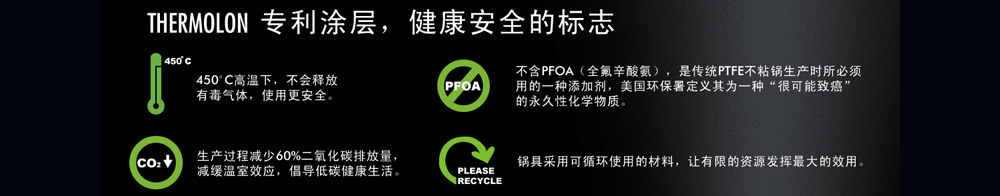 THERMOLON 专利涂层，健康安全的标志
450°C
450°C高温下，不会释放
有毒气体，使用更安全。
PFOA
不含PFOA（全氟辛酸氨），是传统PTFE不粘锅生产时所必须
用的一种添加剂，美国环保署定义其为一种“很可能致癌”
的永久性化学物质。
CO₂
生产过程减少60%二氧化碳排放量，
减缓温室效应，倡导低碳健康生活。
PLEASE
RECYCLE
锅具采用可循环使用的材料，让有限的资源发挥最大的效用。